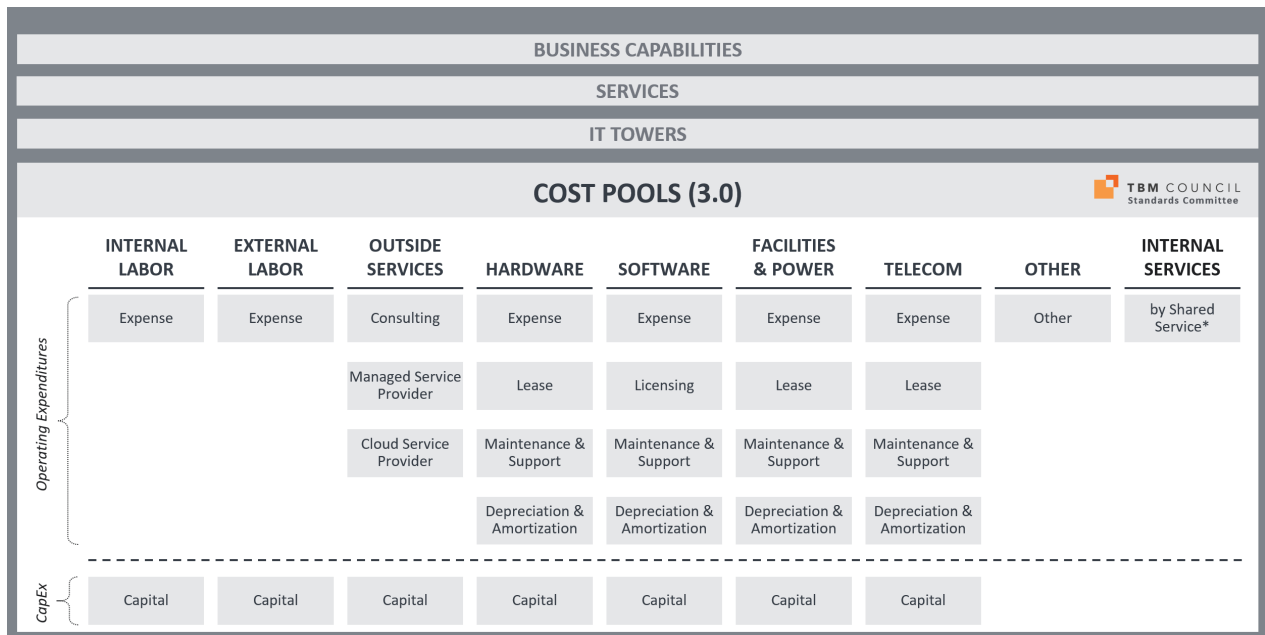 BUSINESS CAPABILITIES
SERVICES
IT TOWERS
COST POOLS (3.0)
TBM COUNCIL
Standards Committee
INTERNAL
LABOR
EXTERNAL
LABOR
OUTSIDE
SERVICES
HARDWARE
SOFTWARE
FACILITIES
& POWER
TELECOM
OTHER
INTERNAL
SERVICES
Operating Expenditures
Expense
Expense
Consulting
Expense
Expense
Expense
Expense
Other
by Shared
Service*
Managed Service
Provider
Lease
Licensing
Lease
Lease
Cloud Service
Provider
Maintenance &
Support
Maintenance &
Support
Maintenance &
Support
Maintenance &
Support
Depreciation &
Amortization
Depreciation &
Amortization
Depreciation &
Amortization
Depreciation &
Amortization
CapEx
Capital
Capital
Capital
Capital
Capital
Capital
Capital